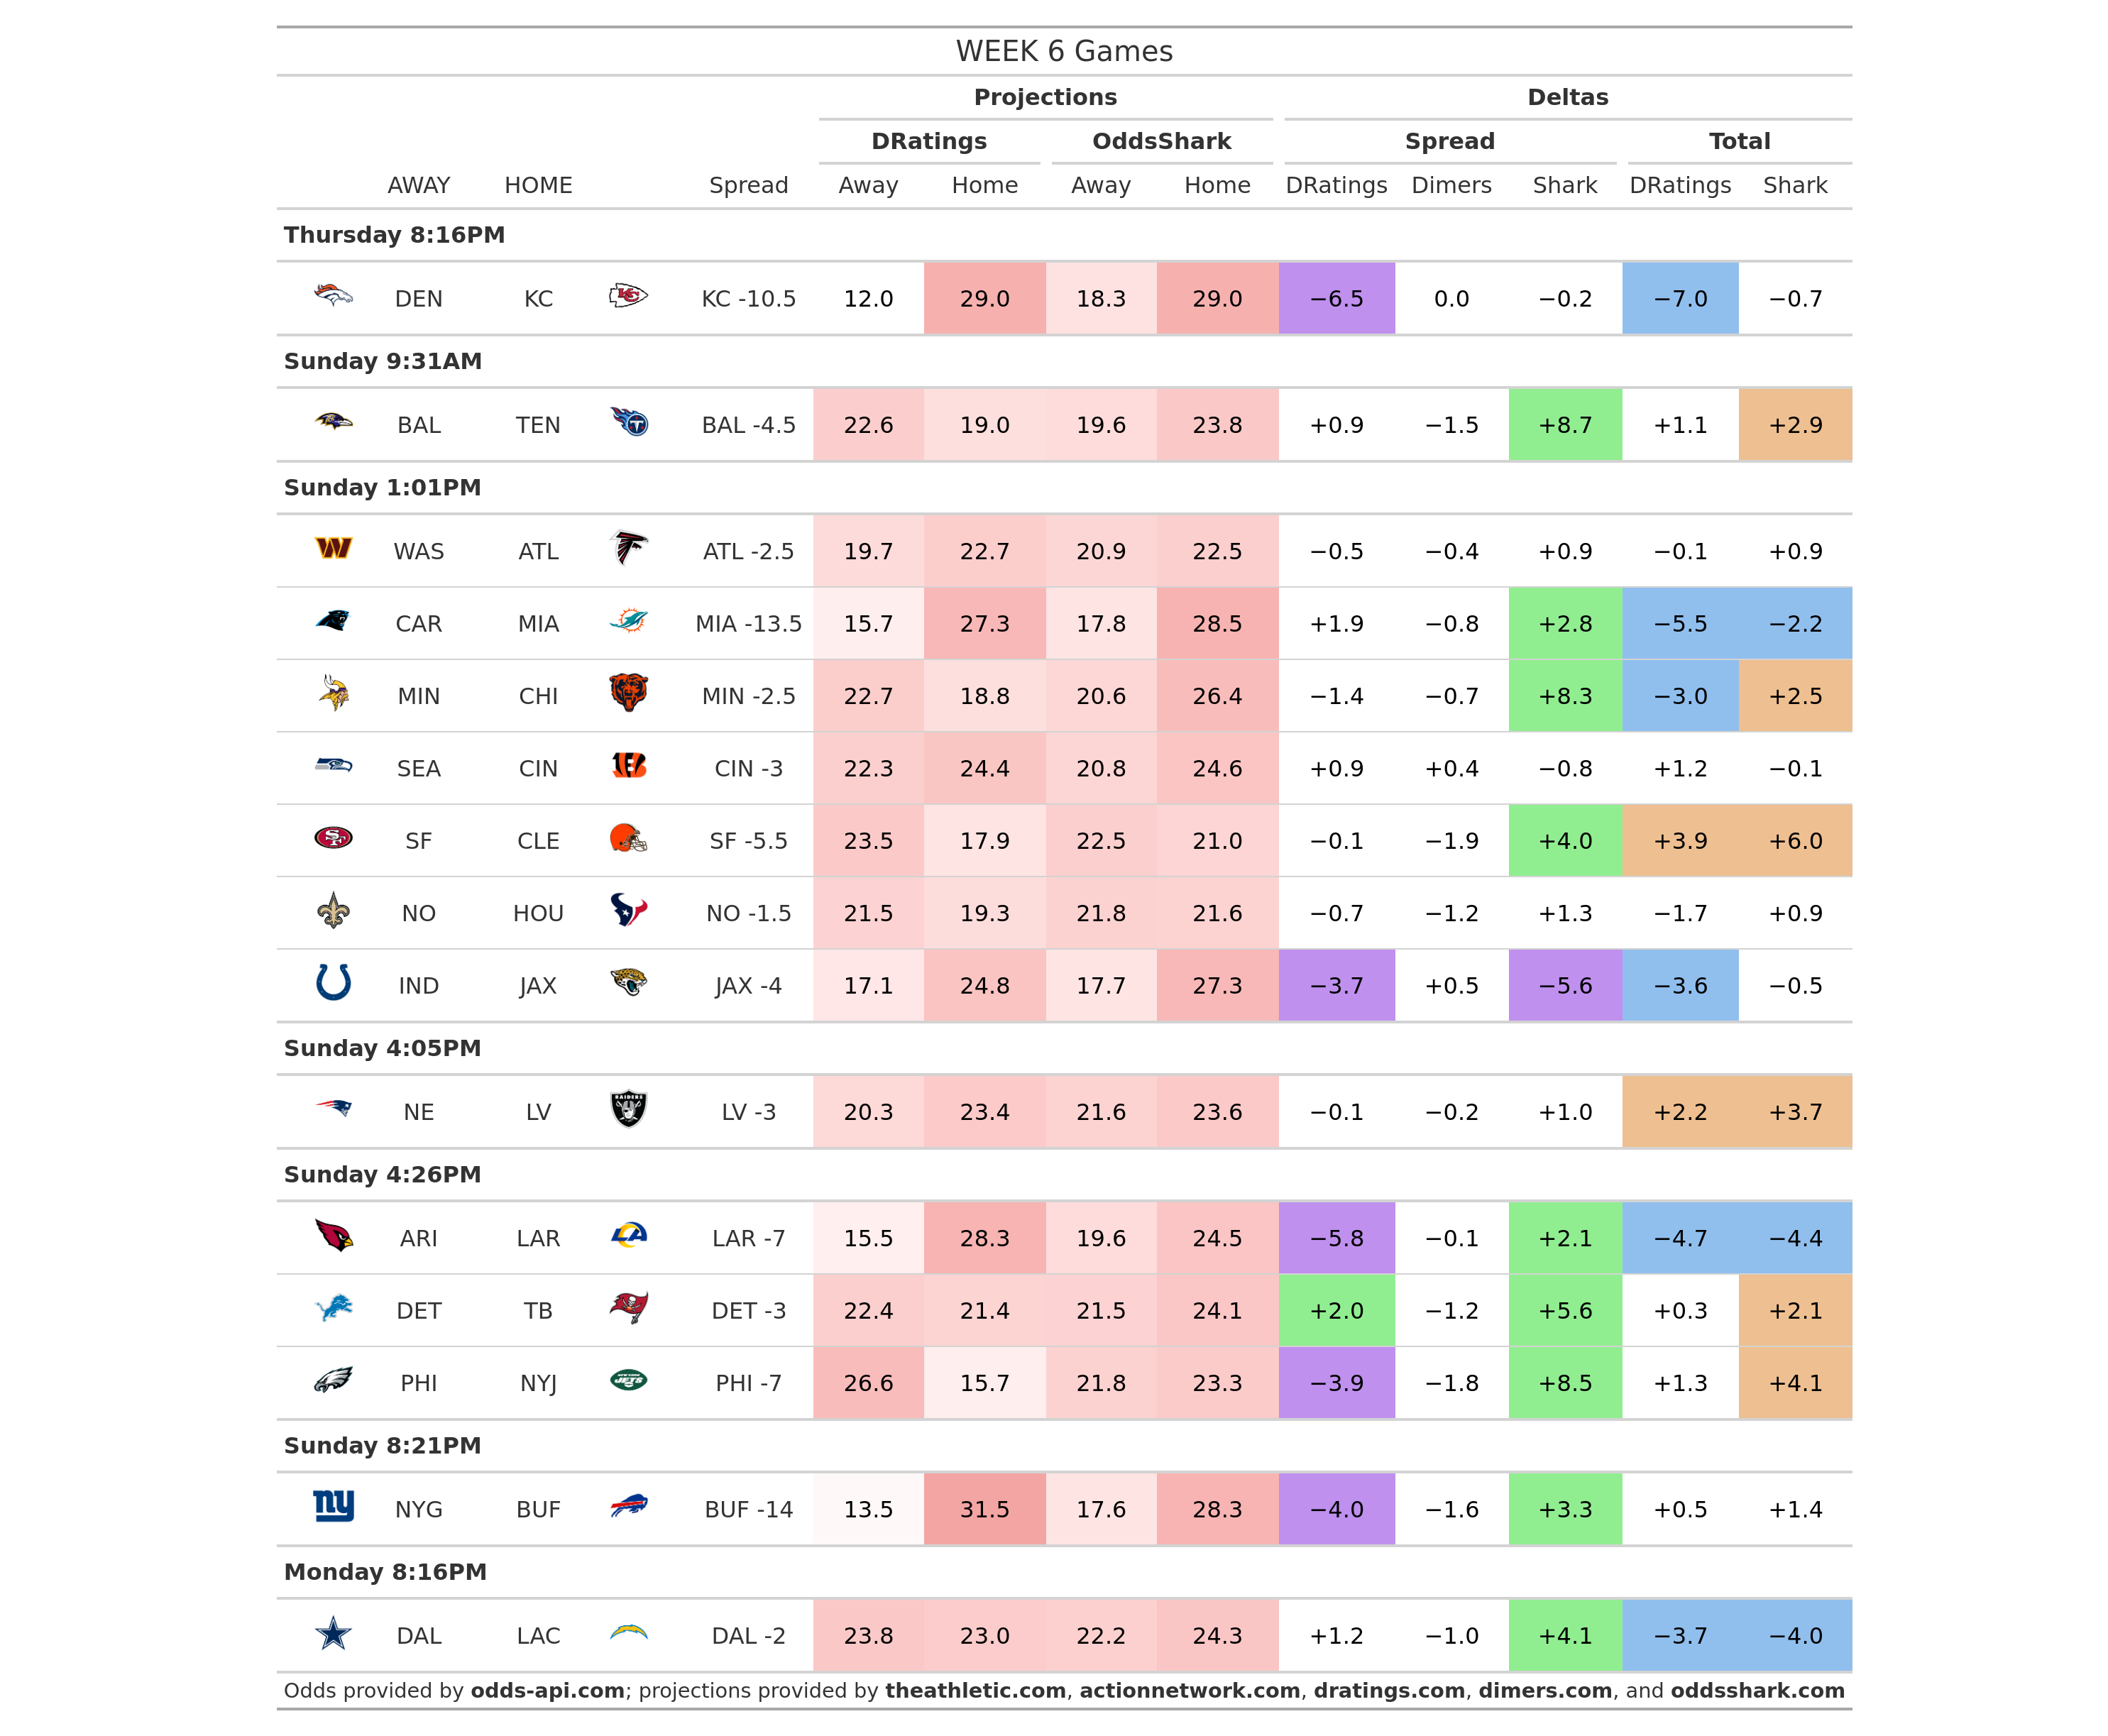 WEEK 6 Games
Projections Deltas
DRatings OddsShark Spread Total
AWAY HOME Spread Away Home Away Home DRatings Dimers Shark DRatings Shark
Thursday 8:16PM
DEN KC KC -10.5 12.0 29.0 18.3 29.0 −6.5 0.0 −0.2 −7.0 −0.7
Sunday 9:31AM
BAL TEN BAL -4.5 22.6 19.0 19.6 23.8 +0.9 −1.5 +8.7 +1.1 +2.9
Sunday 1:01PM
WAS ATL ATL -2.5 19.7 22.7 20.9 22.5 −0.5 −0.4 +0.9 −0.1 +0.9
CAR MIA MIA -13.5 15.7 27.3 17.8 28.5 +1.9 −0.8 +2.8 −5.5 −2.2
MIN CHI MIN -2.5 22.7 18.8 20.6 26.4 −1.4 −0.7 +8.3 −3.0 +2.5
SEA CIN CIN -3 22.3 24.4 20.8 24.6 +0.9 +0.4 −0.8 +1.2 −0.1
SF CLE SF -5.5 23.5 17.9 22.5 21.0 −0.1 −1.9 +4.0 +3.9 +6.0
NO HOU NO -1.5 21.5 19.3 21.8 21.6 −0.7 −1.2 +1.3 −1.7 +0.9
IND JAX JAX -4 17.1 24.8 17.7 27.3 −3.7 +0.5 −5.6 −3.6 −0.5
Sunday 4:05PM
NE LV RAIDERS LV -3 20.3 23.4 21.6 23.6 −0.1 −0.2 +1.0 +2.2 +3.7
Sunday 4:26PM
ARI LAR LA LAR -7 15.5 28.3 19.6 24.5 −5.8 −0.1 +2.1 −4.7 −4.4
DET TB DET -3 22.4 21.4 21.5 24.1 +2.0 −1.2 +5.6 +0.3 +2.1
PHI NYJ JETS PHI -7 26.6 15.7 21.8 23.3 −3.9 −1.8 +8.5 +1.3 +4.1
Sunday 8:21PM
ny NYG BUF BUF -14 13.5 31.5 17.6 28.3 −4.0 −1.6 +3.3 +0.5 +1.4
Monday 8:16PM
DAL LAC DAL -2 23.8 23.0 22.2 24.3 +1.2 −1.0 +4.1 −3.7 −4.0
Odds provided by odds-api.com; projections provided by theathletic.com, actionnetwork.com, dratings.com, dimers.com, and oddsshark.com